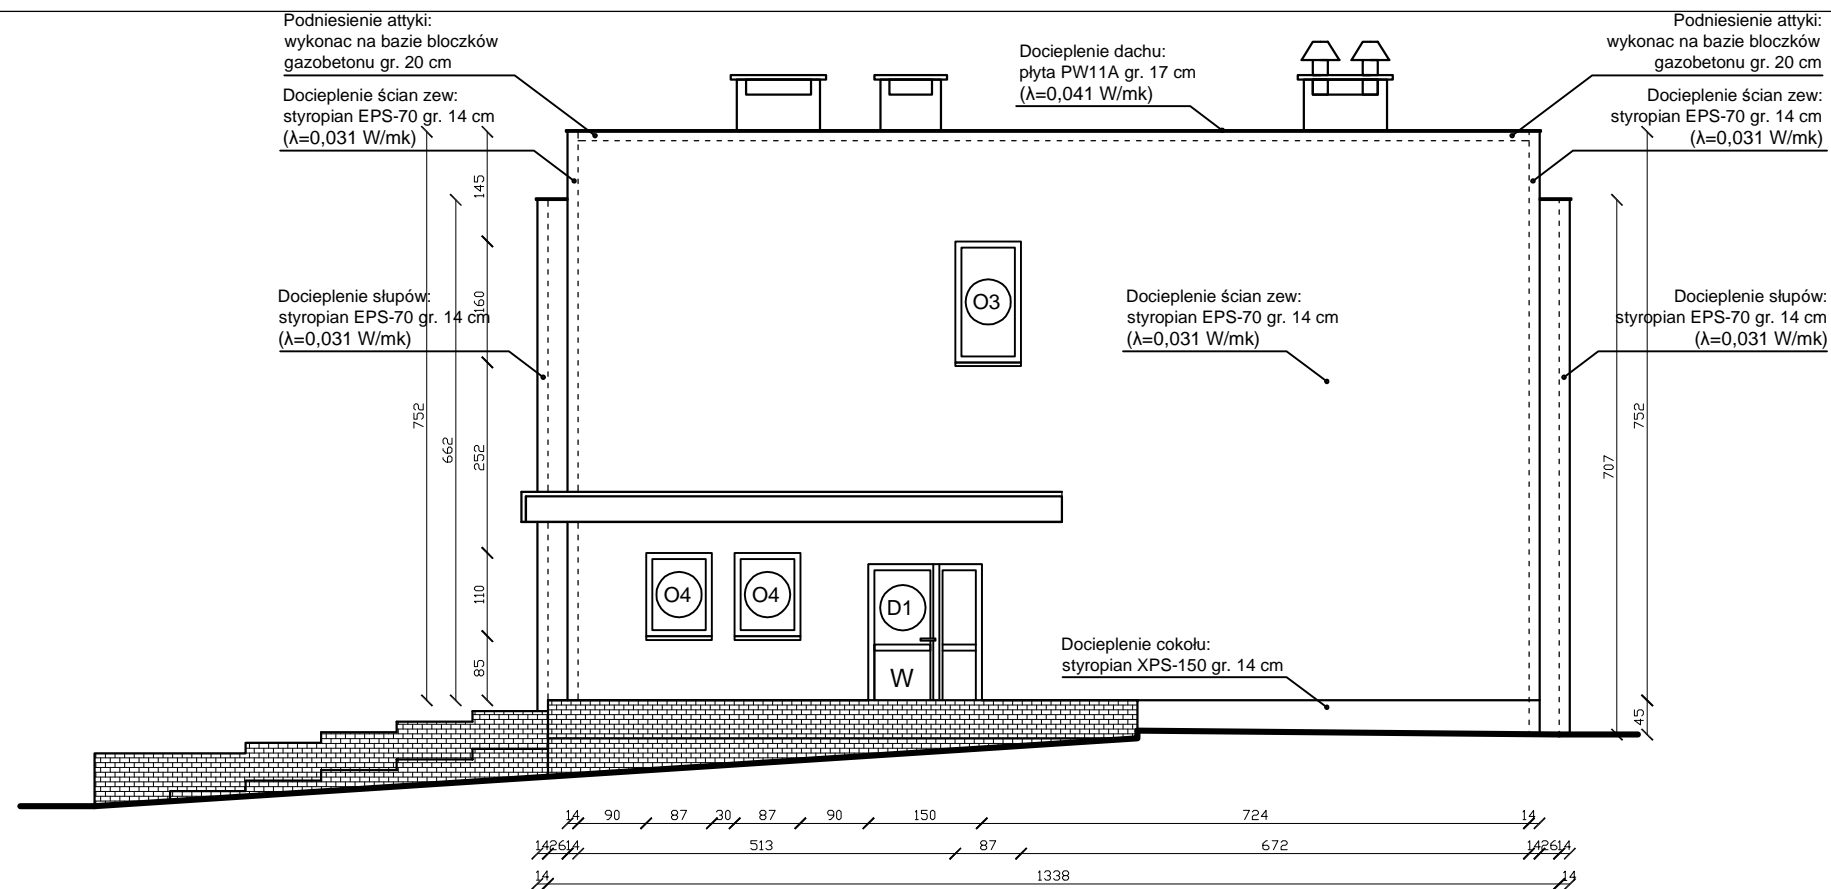 Podniesienie attyki:
wykonac na bazie bloczków
gazobetonu gr. 20 cm
Docieplenie ścian zew:
styropian EPS-70 gr. 14 cm
(λ=0,031 W/mk)
Docieplenie dachu:
płyta PW11A gr. 17 cm
(λ=0,041 W/mk)
Podniesienie attyki:
wykonac na bazie bloczków
gazobetonu gr. 20 cm
Docieplenie ścian zew:
styropian EPS-70 gr. 14 cm
(λ=0,031 W/mk)
Docieplenie słupów:
styropian EPS-70 gr. 14 cm
(λ=0,031 W/mk)
O3
Docieplenie ścian zew:
styropian EPS-70 gr. 14 cm
(λ=0,031 W/mk)
Docieplenie słupów:
styropian EPS-70 gr. 14 cm
(λ=0,031 W/mk)
752
662
145
160
252
110
85
707
752
45
O4
O4
D1
W
Docieplenie cokołu:
styropian XPS-150 gr. 14 cm
14 90 87 30 87 90 150 724 14
14 26 14 513 87 672 14 26 14
14 1338 14